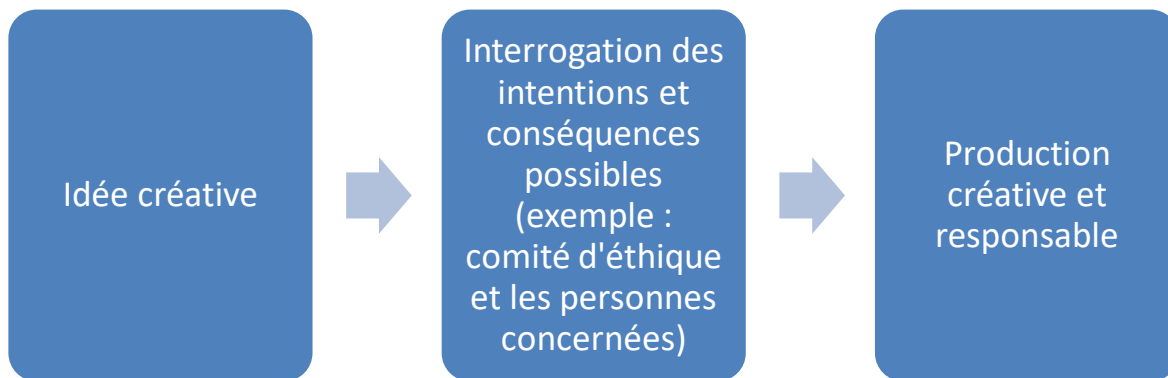 Idée créative
Interrogation des
intentions et
conséquences
possibles
(exemple :
comité d'éthique
et les personnes
concernées)
Production
créative et
responsable